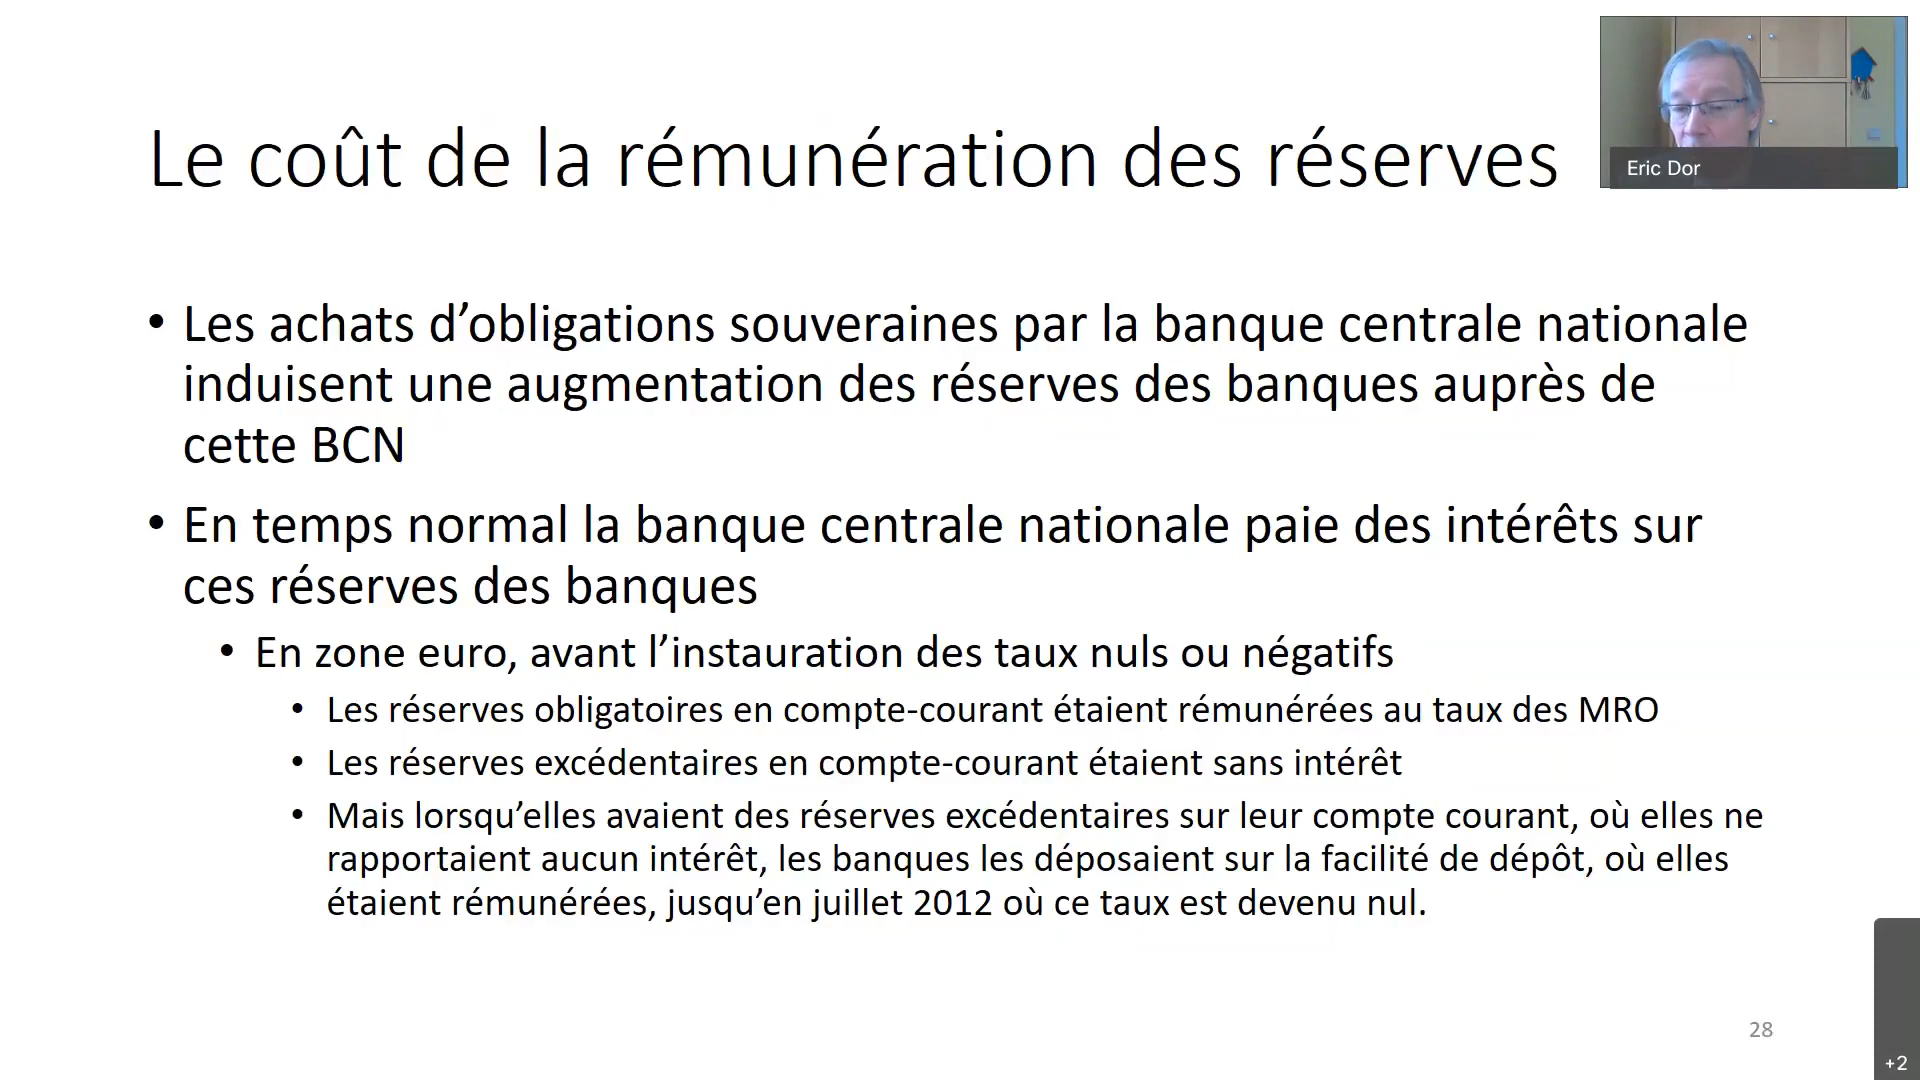 Le coût de la rémunération des réserves
Eric Dor
• Les achats d’obligations souveraines par la banque centrale nationale
induisent une augmentation des réserves des banques auprès de
cette BCN
• En temps normal la banque centrale nationale paie des intérêts sur
ces réserves des banques
• En zone euro, avant l’instauration des taux nuls ou négatifs
• Les réserves obligatoires en compte-courant étaient rémunérées au taux des MRO
• Les réserves excédentaires en compte-courant étaient sans intérêt
• Mais lorsqu’elles avaient des réserves excédentaires sur leur compte courant, où elles ne
rapportaient aucun intérêt, les banques les déposaient sur la facilité de dépôt, où elles
étaient rémunérées, jusqu’en juillet 2012 où ce taux est devenu nul.
28
+2